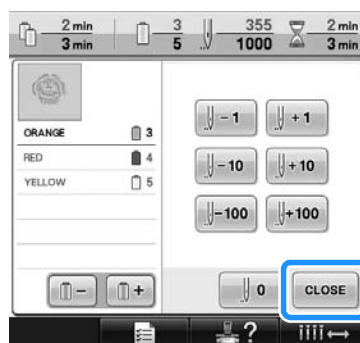 2 min 3 355 2 min
3 min 5 1000 3 min
ORANGE 3
RED 4
YELLOW 5
-1 +1
-10 +10
-100 +100
- + 0 CLOSE
?